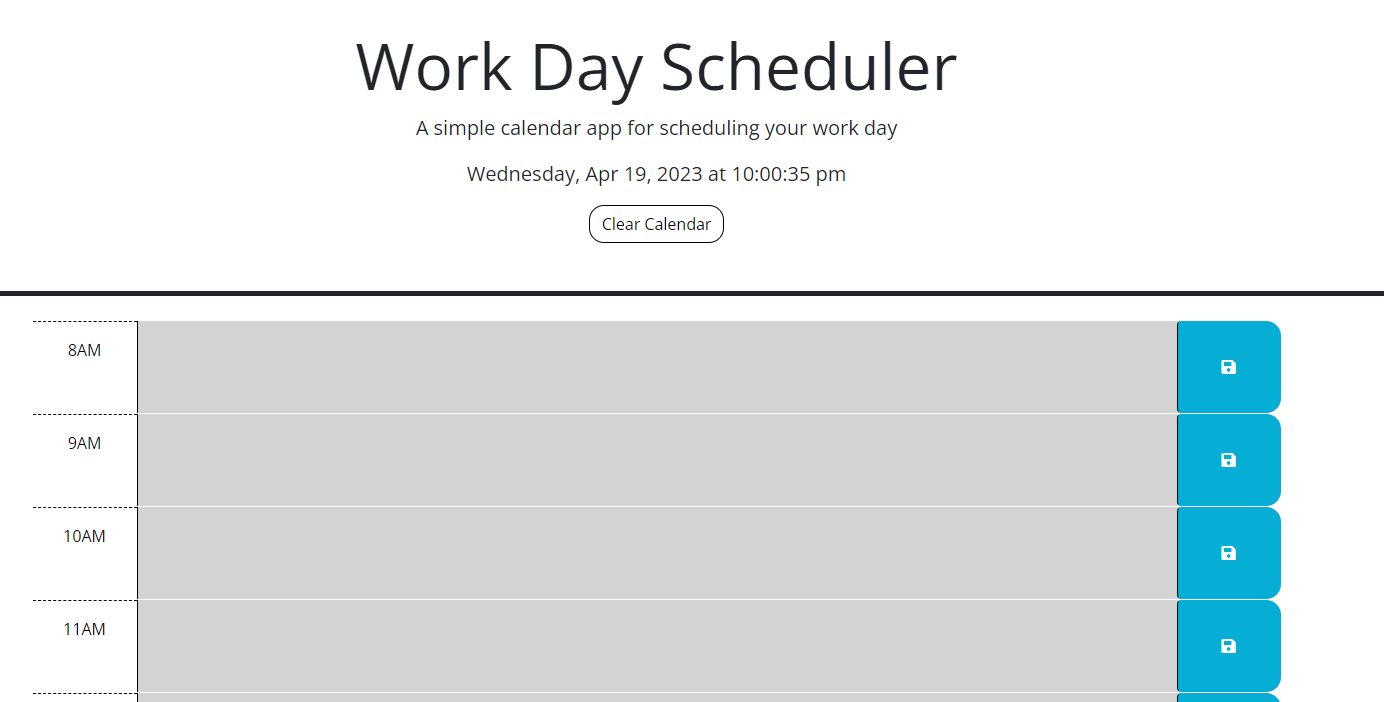 Work Day Scheduler
A simple calendar app for scheduling your work day
Wednesday, Apr 19, 2023 at 10:00:35 pm
Clear Calendar
8AM
9AM
10AM
11AM